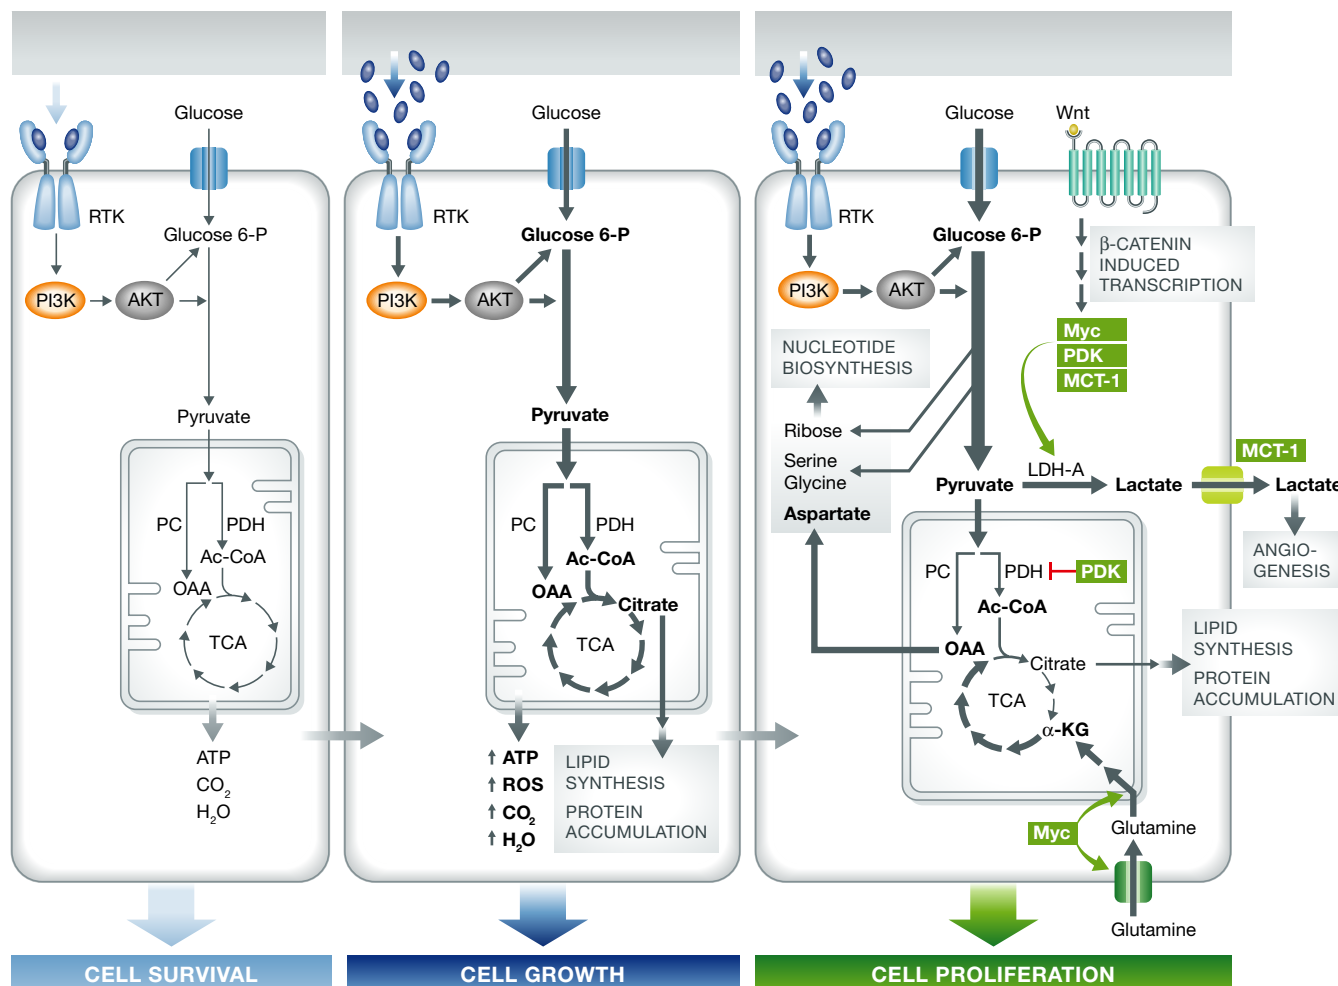 Glucose
RTK
Glucose 6-P
PI3K
AKT
Pyruvate
PC
PDH
Ac-CoA
OAA
TCA
ATP
CO2
H2O
CELL SURVIVAL
Glucose
RTK
Glucose 6-P
PI3K
AKT
Pyruvate
PC
PDH
Ac-CoA
OAA
Citrate
TCA
ATP
ROS
CO2
H2O
LIPID
SYNTHESIS
PROTEIN
ACCUMULATION
CELL GROWTH
Glucose
Wnt
RTK
Glucose 6-P
β-CATENIN
INDUCED
TRANSCRIPTION
PI3K
AKT
Myc
PDK
MCT-1
NUCLEOTIDE
BIOSYNTHESIS
Ribose
Serine
Glycine
Aspartate
Pyruvate
LDH-A
Lactate
MCT-1
Lactate
ANGIO-
GENESIS
PC
PDH
PDK
Ac-CoA
OAA
Citrate
TCA
α-KG
LIPID
SYNTHESIS
PROTEIN
ACCUMULATION
Myc
Glutamine
Glutamine
CELL PROLIFERATION